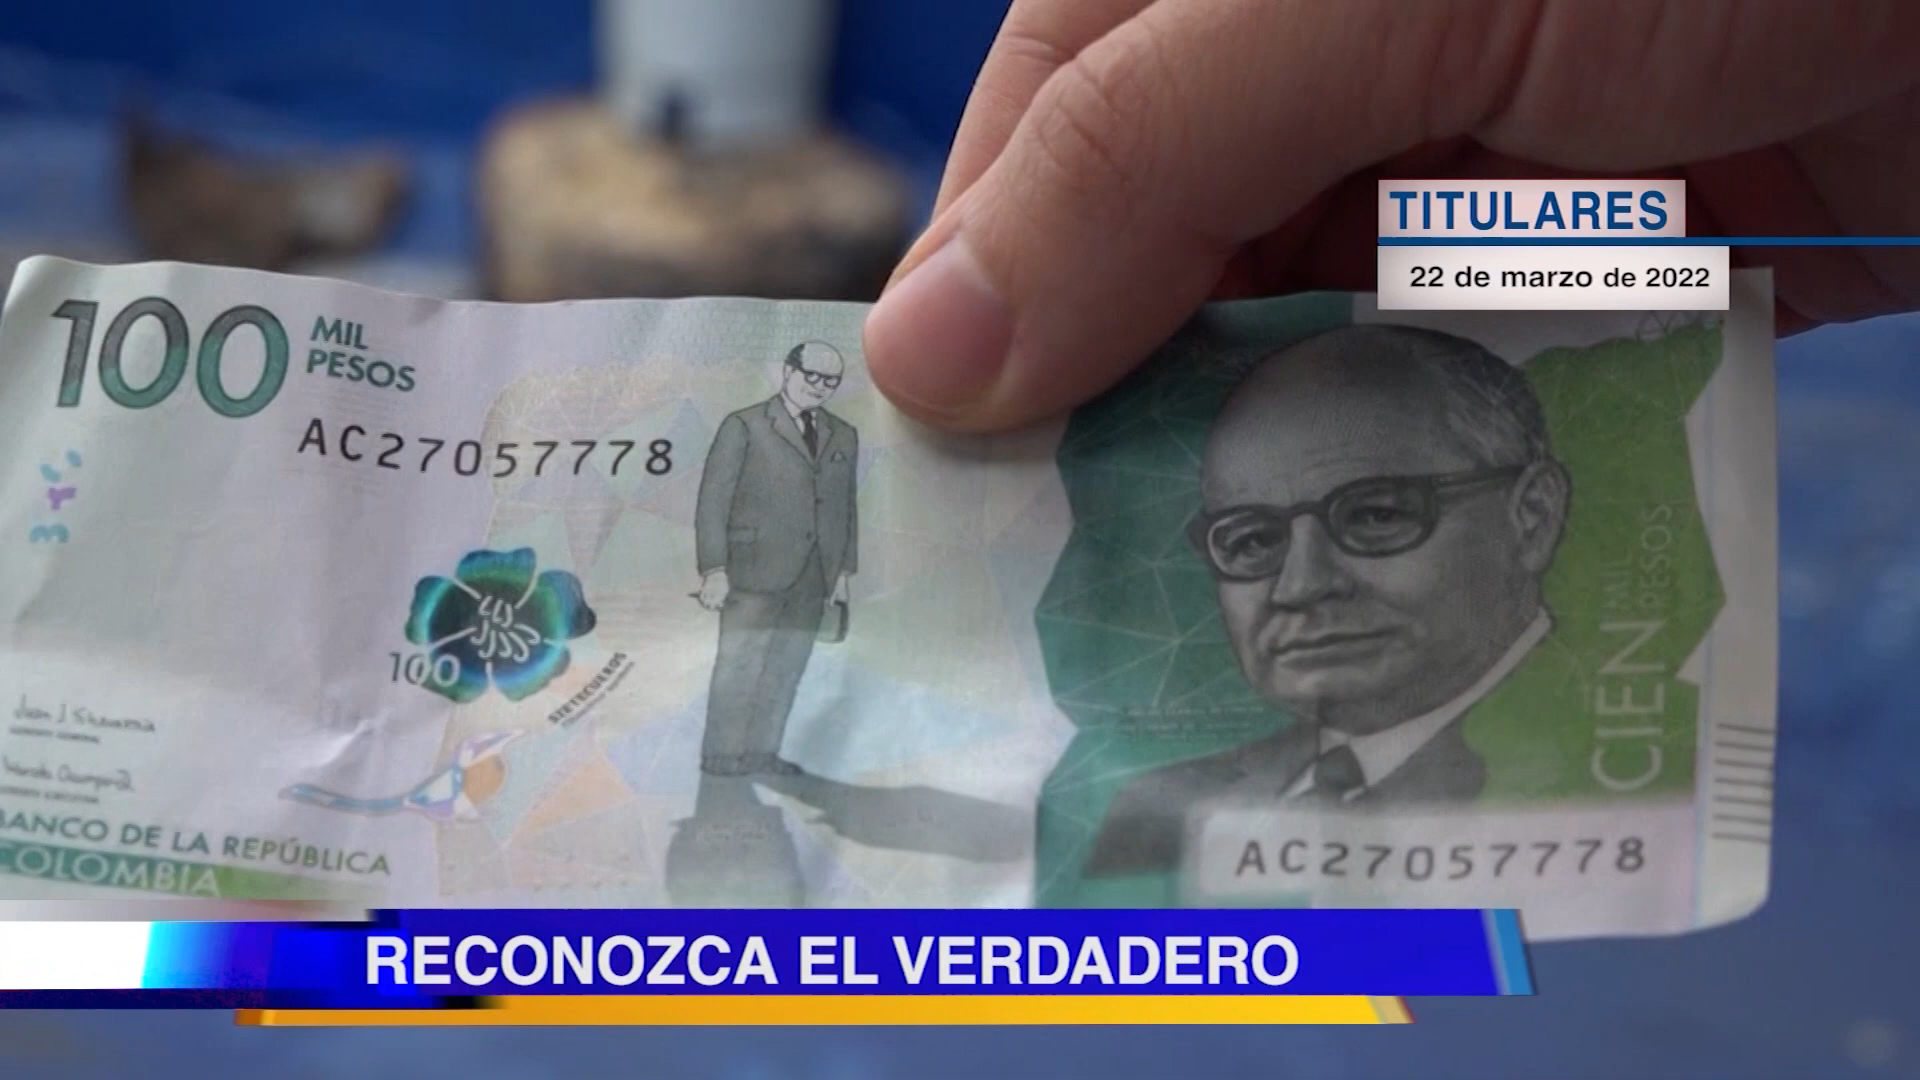 TITULARES
22 de marzo de 2022
100 MIL
PESOS
AC27057778
100
SIETECUEROS
CIEN MIL
PESOS
BANCO DE LA REPÚBLICA
COLOMBIA
AC27057778
RECONOZCA EL VERDADERO